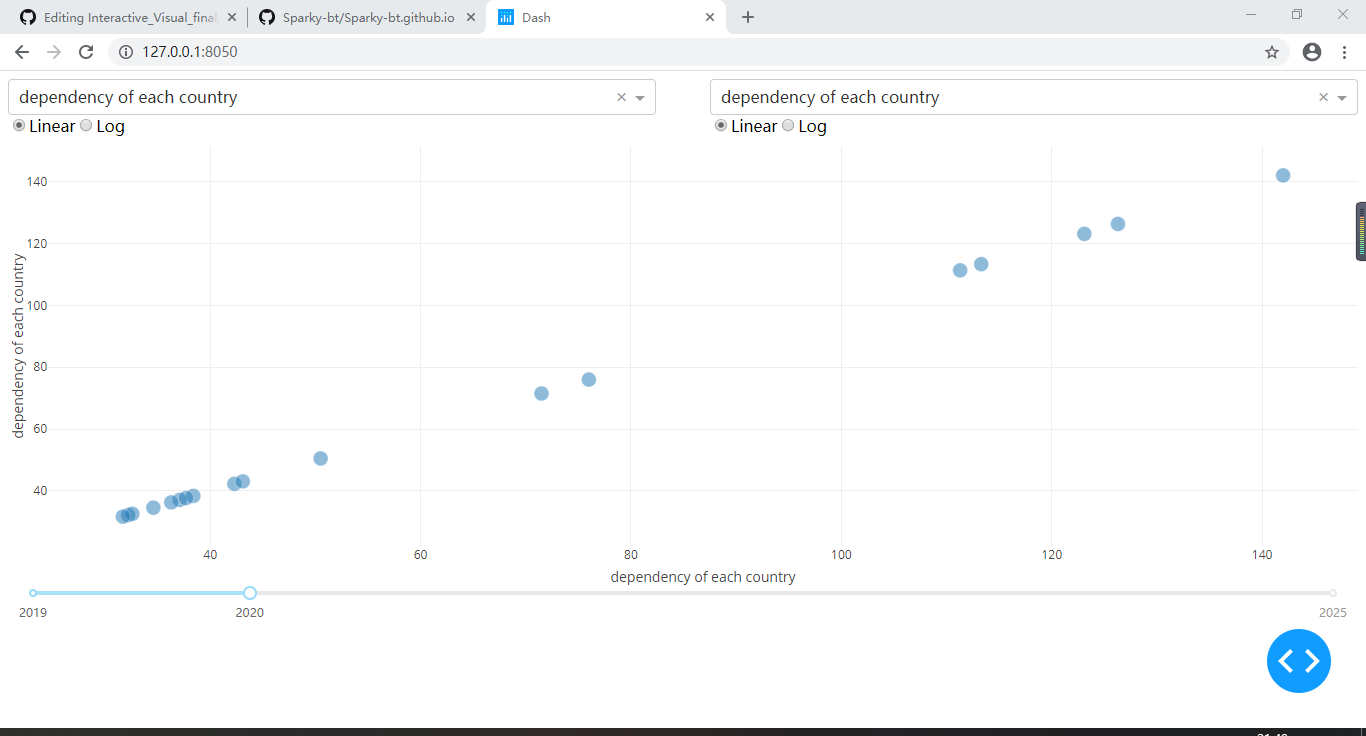 Editing Interactive_Visual_final
Sparky-bt/Sparky-bt.github.io
Dash
127.0.0.1:8050
dependency of each country
dependency of each country
Linear Log
Linear Log
140
120
100
80
60
40
dependency of each country
40 60 80 100 120 140
dependency of each country
2019 2020 2025